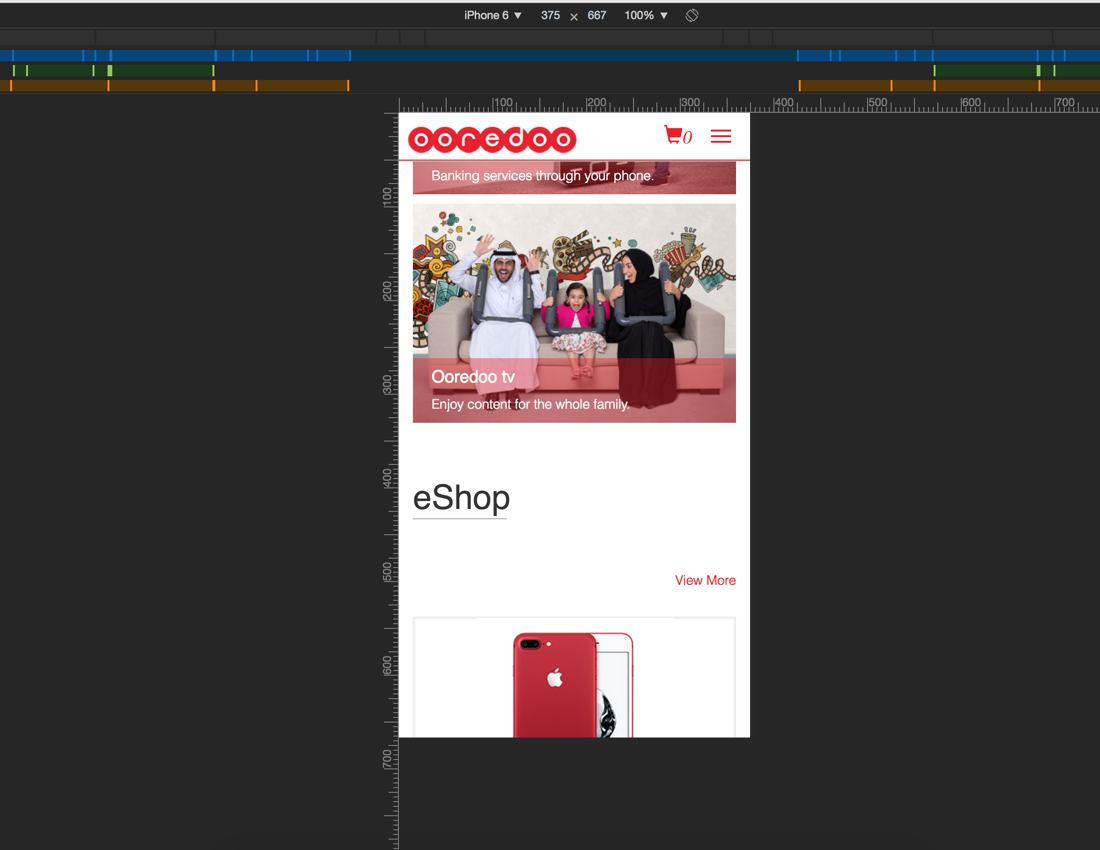 iPhone 6 ▼ 375 × 667 100% ▼
100 200 300 400 500 600 700
100
200
300
400
500
600
700
ooredoo 0
Banking services through your phone.
Ooredoo tv
Enjoy content for the whole family.
eShop
View More